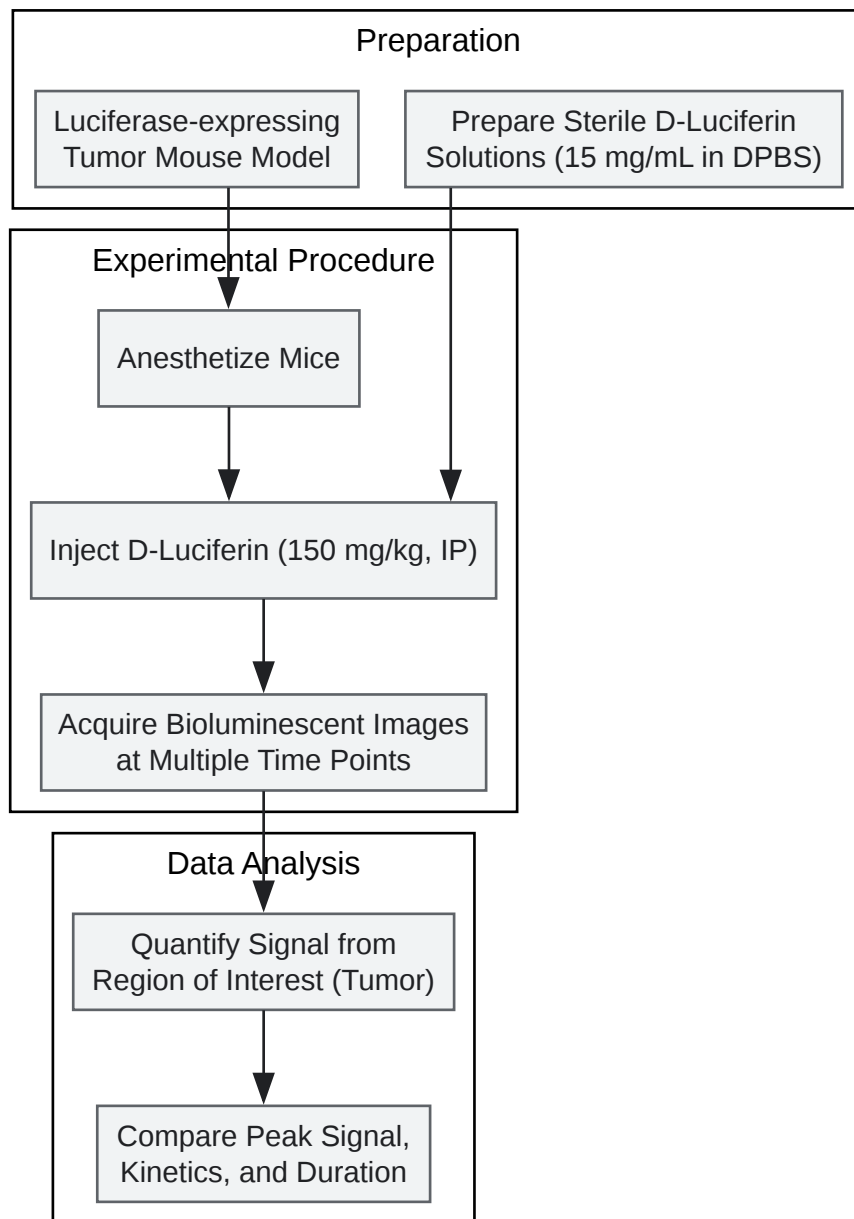 Preparation
Luciferase-expressing
Tumor Mouse Model
Prepare Sterile D-Luciferin
Solutions (15 mg/mL in DPBS)
Experimental Procedure
Anesthetize Mice
Inject D-Luciferin (150 mg/kg, IP)
Acquire Bioluminescent Images
at Multiple Time Points
Data Analysis
Quantify Signal from
Region of Interest (Tumor)
Compare Peak Signal,
Kinetics, and Duration